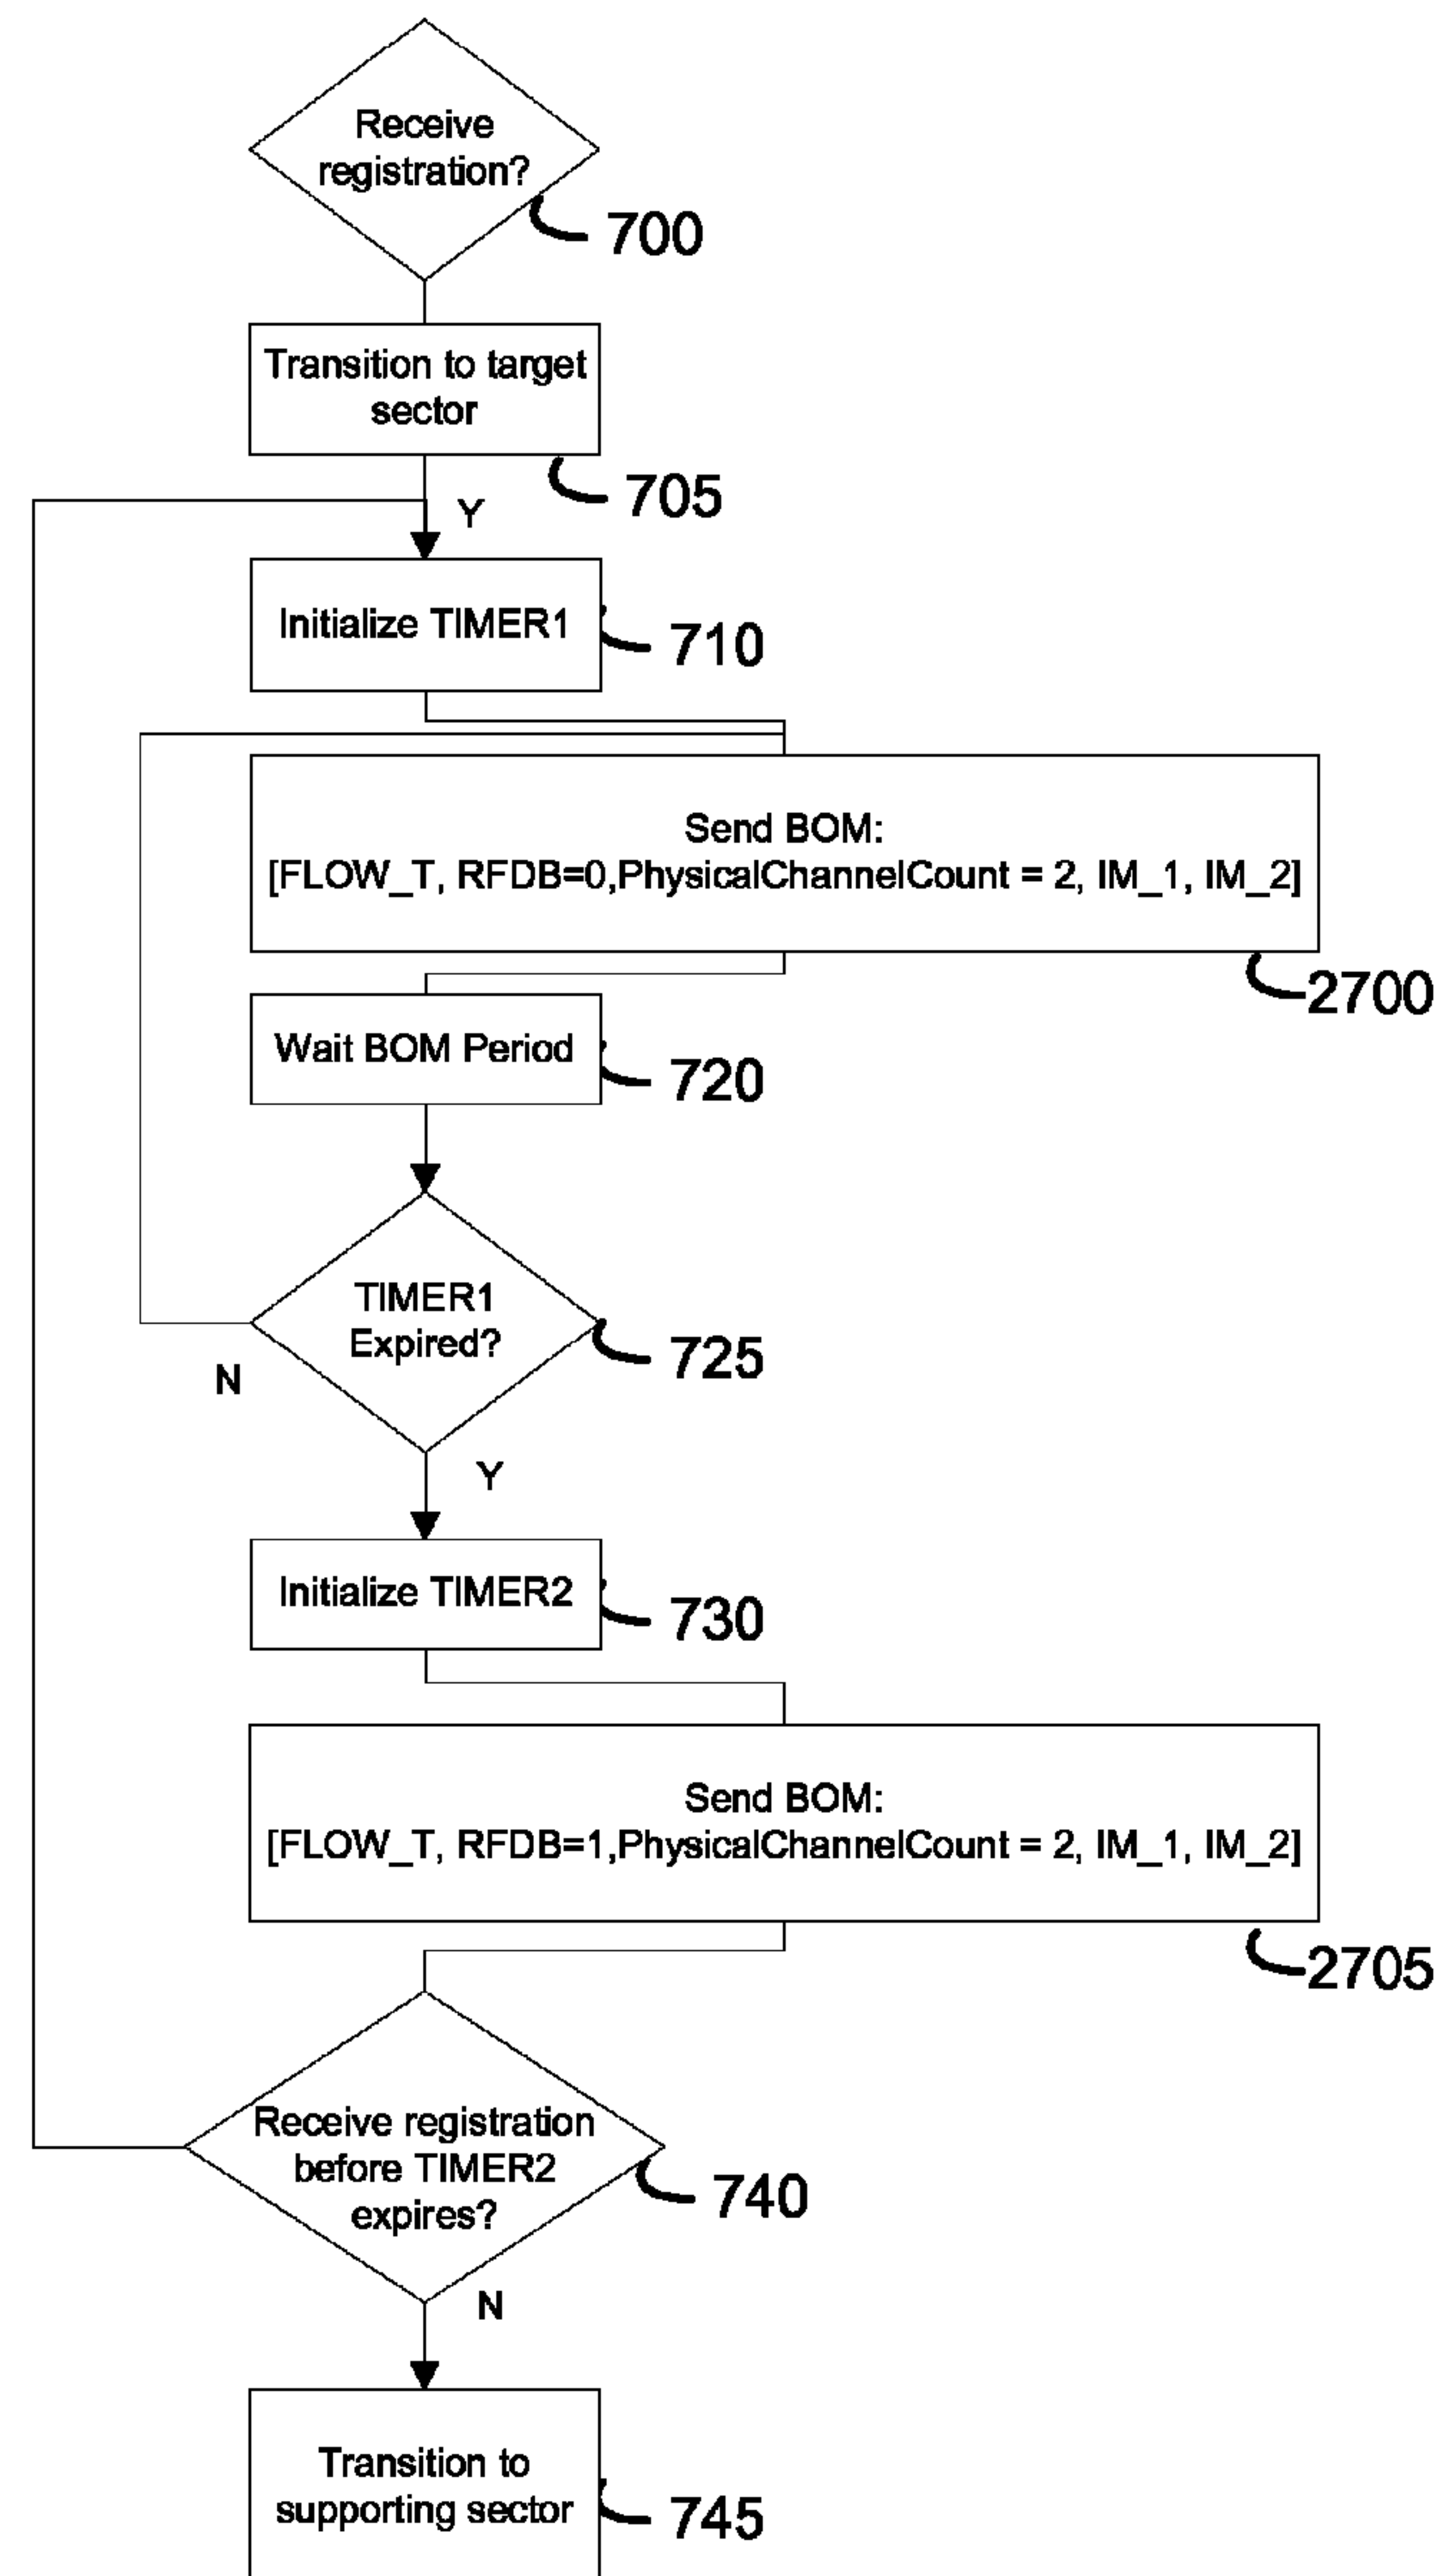 Receive
registration?
700
Transition to target
sector
705
Y
Initialize TIMER1
710
Send BOM:
[FLOW_T, RFDB=0,PhysicalChannelCount = 2, IM_1, IM_2]
2700
Wait BOM Period
720
TIMER1
Expired?
725
N
Y
Initialize TIMER2
730
Send BOM:
[FLOW_T, RFDB=1,PhysicalChannelCount = 2, IM_1, IM_2]
2705
Receive registration
before TIMER2
expires?
740
N
Transition to
supporting sector
745